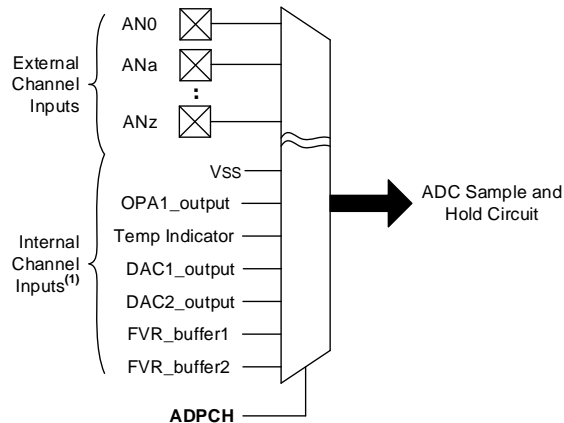 AN0
ANa
:
ANz
External
Channel
Inputs
Vss
OPA1_output
Temp Indicator
DAC1_output
DAC2_output
FVR_buffer1
FVR_buffer2
Internal
Channel
Inputs(1)
ADC Sample and
Hold Circuit
ADPCH